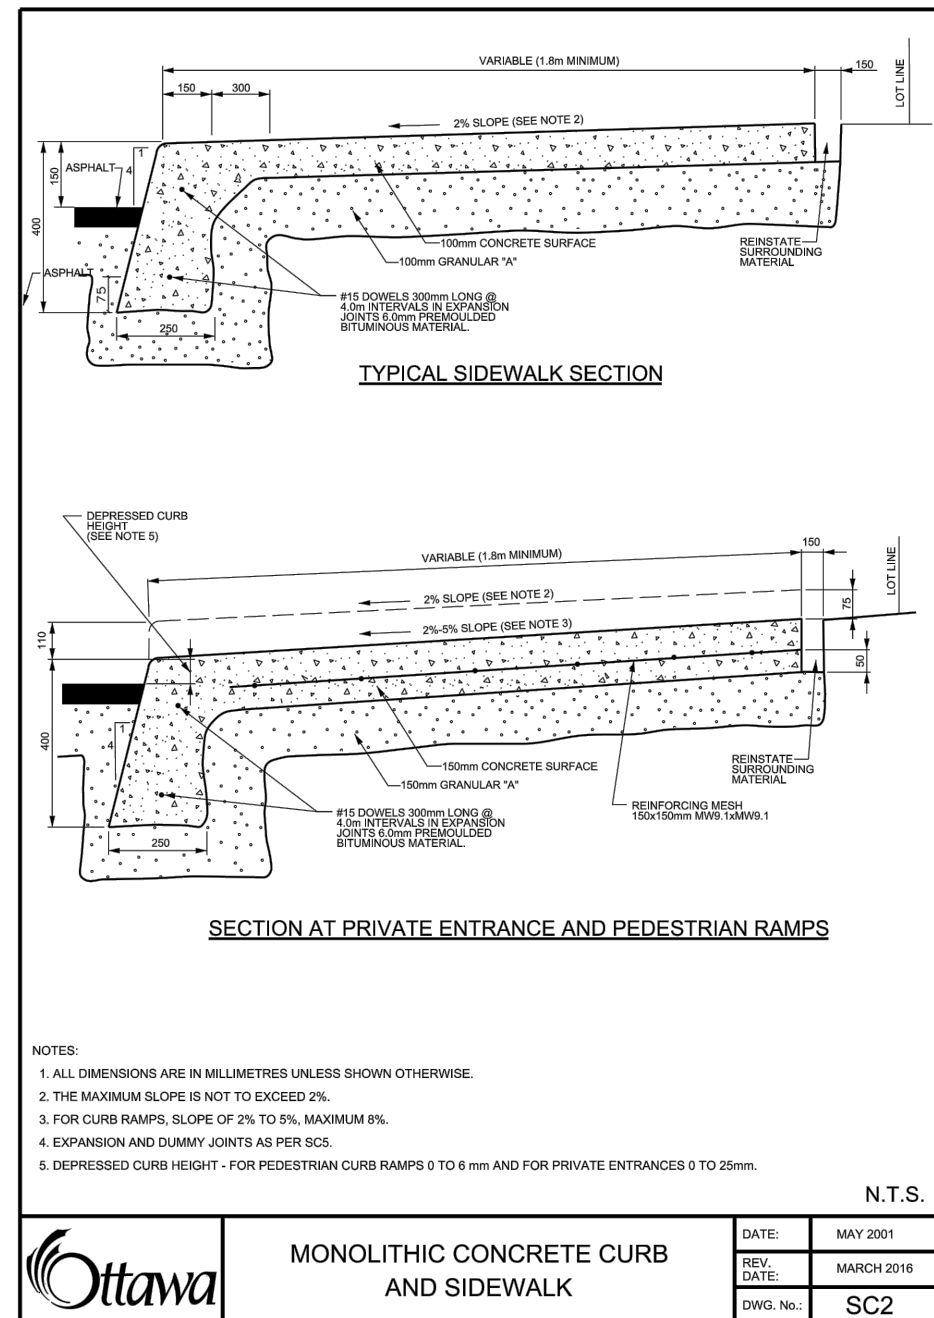 VARIABLE (1.8m MINIMUM)
150
LOT LINE
150
300
2% SLOPE (SEE NOTE 2)
1
4
ASPHALT
150
400
ASPHALT
75
250
100mm CONCRETE SURFACE
100mm GRANULAR "A"
REINSTATE
SURROUNDING
MATERIAL
#15 DOWELS 300mm LONG @
4.0m INTERVALS IN EXPANSION
JOINTS 6.0mm PREMOULDED
BITUMINOUS MATERIAL.
TYPICAL SIDEWALK SECTION
DEPRESSED CURB
HEIGHT
(SEE NOTE 5)
VARIABLE (1.8m MINIMUM)
150
LOT LINE
2% SLOPE (SEE NOTE 2)
75
2%-5% SLOPE (SEE NOTE 3)
110
50
400
1
4
150mm CONCRETE SURFACE
150mm GRANULAR "A"
REINSTATE
SURROUNDING
MATERIAL
REINFORCING MESH
150x150mm MW9.1xMW9.1
#15 DOWELS 300mm LONG @
4.0m INTERVALS IN EXPANSION
JOINTS 6.0mm PREMOULDED
BITUMINOUS MATERIAL.
250
SECTION AT PRIVATE ENTRANCE AND PEDESTRIAN RAMPS
NOTES:
1. ALL DIMENSIONS ARE IN MILLIMETRES UNLESS SHOWN OTHERWISE.
2. THE MAXIMUM SLOPE IS NOT TO EXCEED 2%.
3. FOR CURB RAMPS, SLOPE OF 2% TO 5%, MAXIMUM 8%.
4. EXPANSION AND DUMMY JOINTS AS PER SC5.
5. DEPRESSED CURB HEIGHT - FOR PEDESTRIAN CURB RAMPS 0 TO 6 mm AND FOR PRIVATE ENTRANCES 0 TO 25mm.
N.T.S.
Ottawa
MONOLITHIC CONCRETE CURB
AND SIDEWALK
DATE:
MAY 2001
REV.
DATE:
MARCH 2016
DWG. No.:
SC2